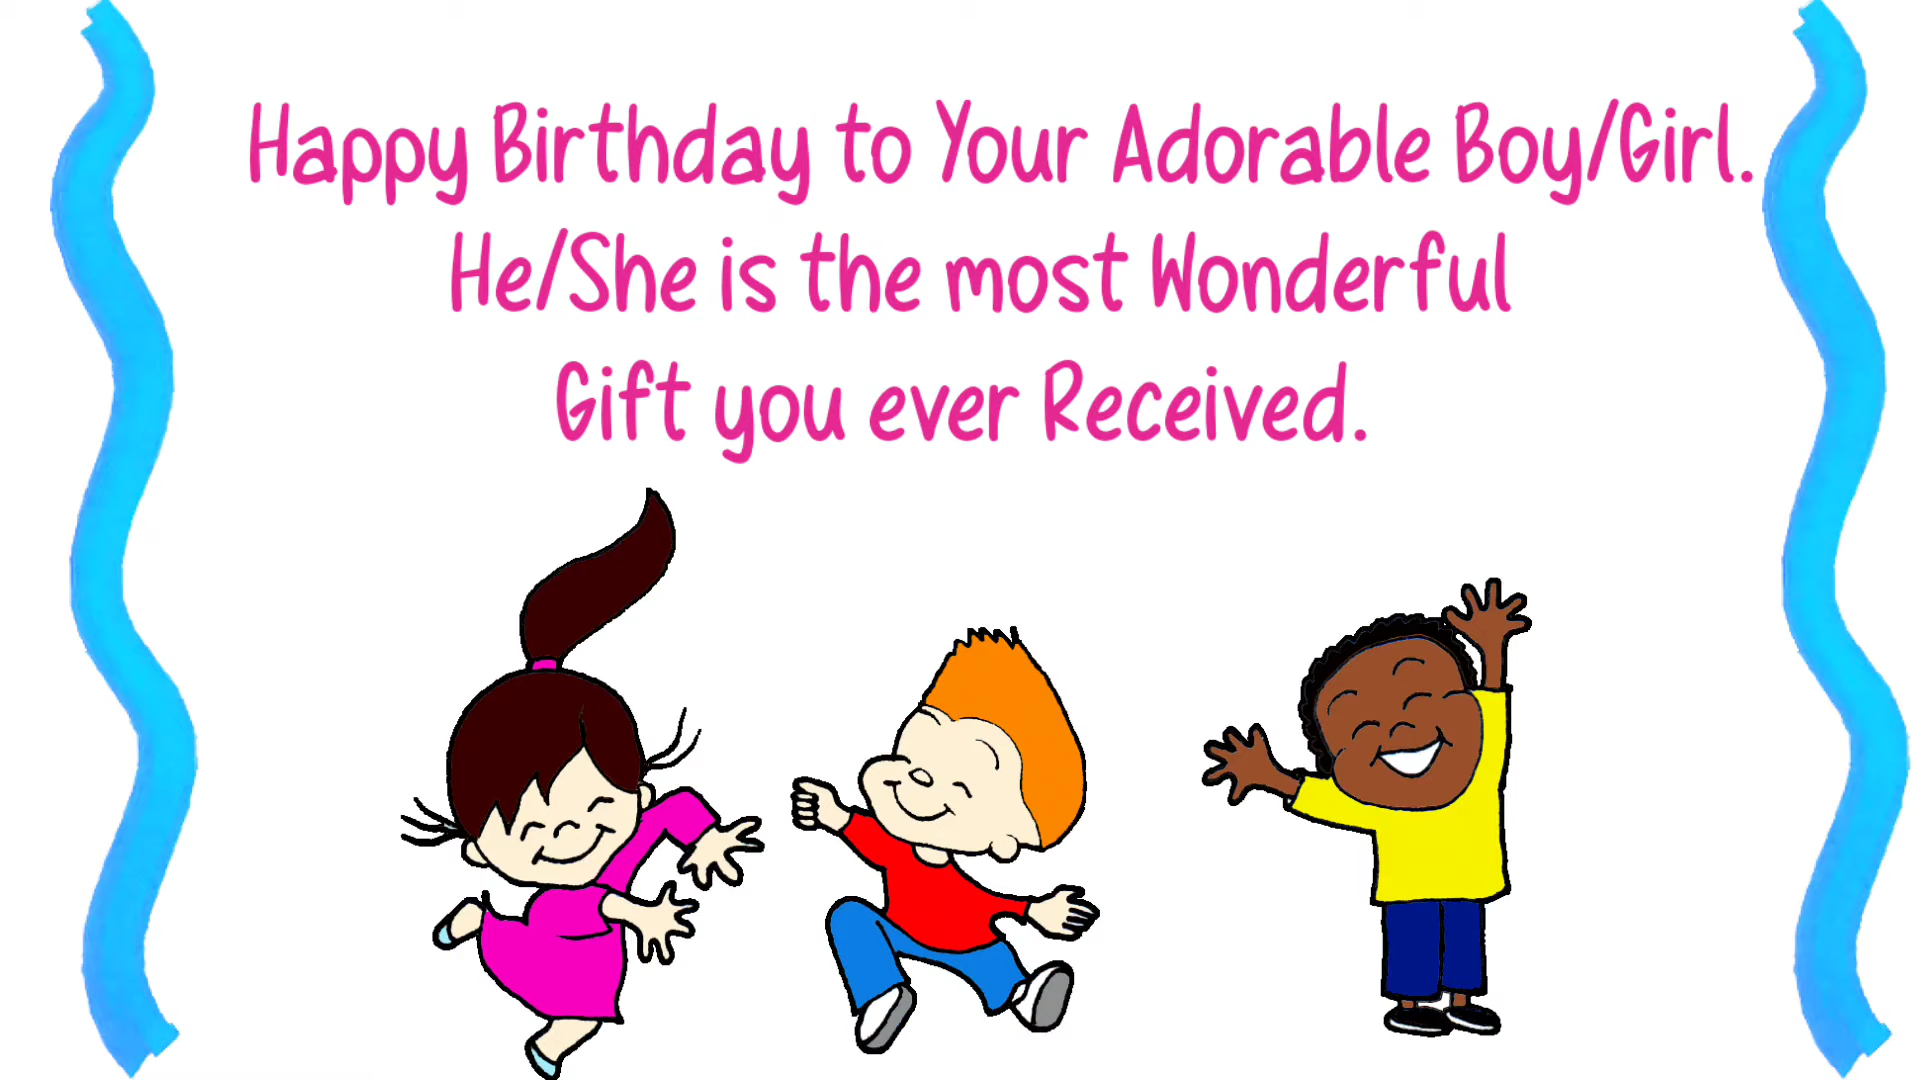 Happy Birthday to Your Adorable Boy/Girl.
He/She is the most Wonderful
Gift you ever Received.